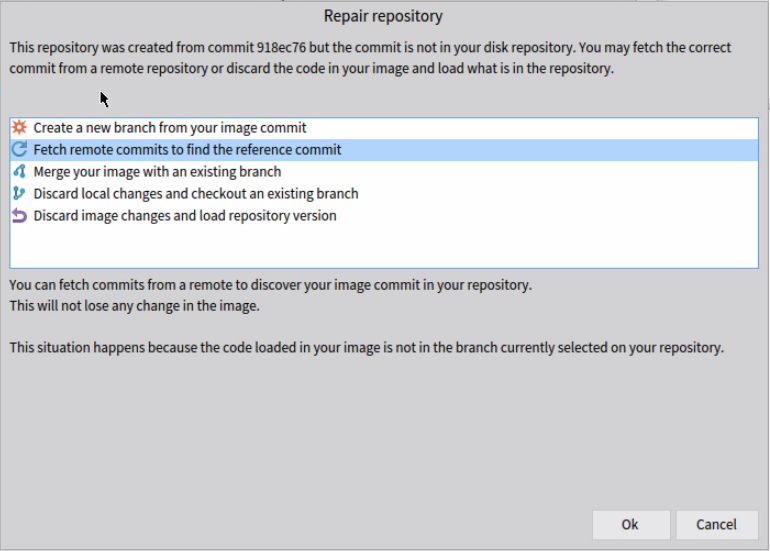 Repair repository
This repository was created from commit 918ec76 but the commit is not in your disk repository. You may fetch the correct
commit from a remote repository or discard the code in your image and load what is in the repository.
Create a new branch from your image commit
Fetch remote commits to find the reference commit
Merge your image with an existing branch
Discard local changes and checkout an existing branch
Discard image changes and load repository version
You can fetch commits from a remote to discover your image commit in your repository.
This will not lose any change in the image.
This situation happens because the code loaded in your image is not in the branch currently selected on your repository.
Ok
Cancel